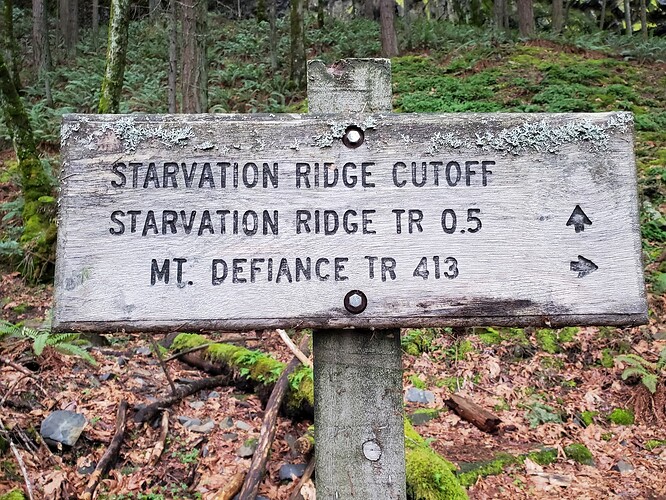 STARVATION RIDGE CUTOFF
STARVATION RIDGE TR 0.5
MT. DEFIANCE TR 413